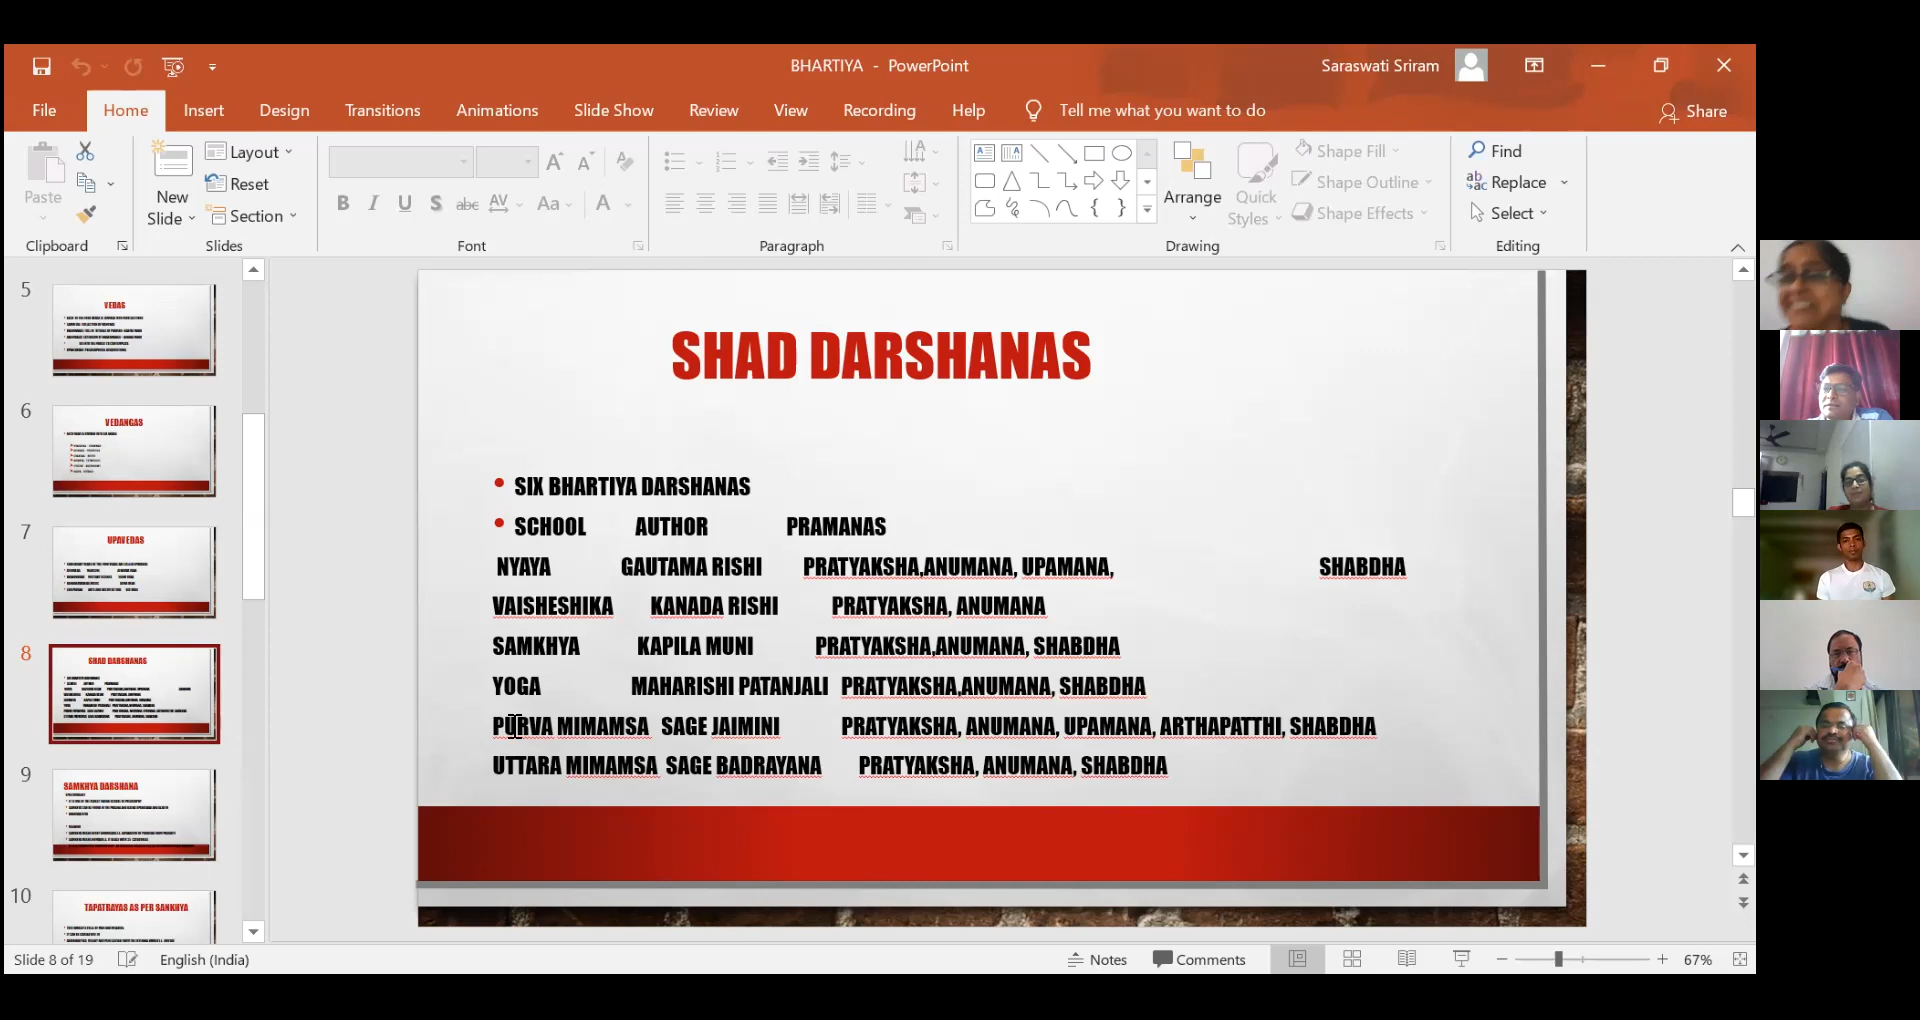 BHARTIYA - PowerPoint
Saraswati Sriram
File Home Insert Design Transitions Animations Slide Show Review View Recording Help Tell me what you want to do Share
Paste
Clipboard
New Slide
Layout
Reset
Section
Slides
B I U S abc AV Aa A
Font
Paragraph
Arrange
Quick Styles
Shape Fill
Shape Outline
Shape Effects
Drawing
Find
Replace
Select
Editing
5
VEDAS
6
VEDANGAS
7
UPAVEDAS
8
SHAD DARSHANAS
9
SAMKHYA DARSHANA
10
TAPATRAYAS AS PER SANKHYA
SHAD DARSHANAS
• SIX BHARTIYA DARSHANAS
• SCHOOL AUTHOR PRAMANAS
NYAYA GAUTAMA RISHI PRATYAKSHA,ANUMANA, UPAMANA, SHABDHA
VAISHESHIKA KANADA RISHI PRATYAKSHA, ANUMANA
SAMKHYA KAPILA MUNI PRATYAKSHA,ANUMANA, SHABDHA
YOGA MAHARISHI PATANJALI PRATYAKSHA,ANUMANA, SHABDHA
PURVA MIMAMSA SAGE JAIMINI PRATYAKSHA, ANUMANA, UPAMANA, ARTHAPATTHI, SHABDHA
UTTARA MIMAMSA SAGE BADRAYANA PRATYAKSHA, ANUMANA, SHABDHA
Slide 8 of 19 English (India) Notes Comments 67%